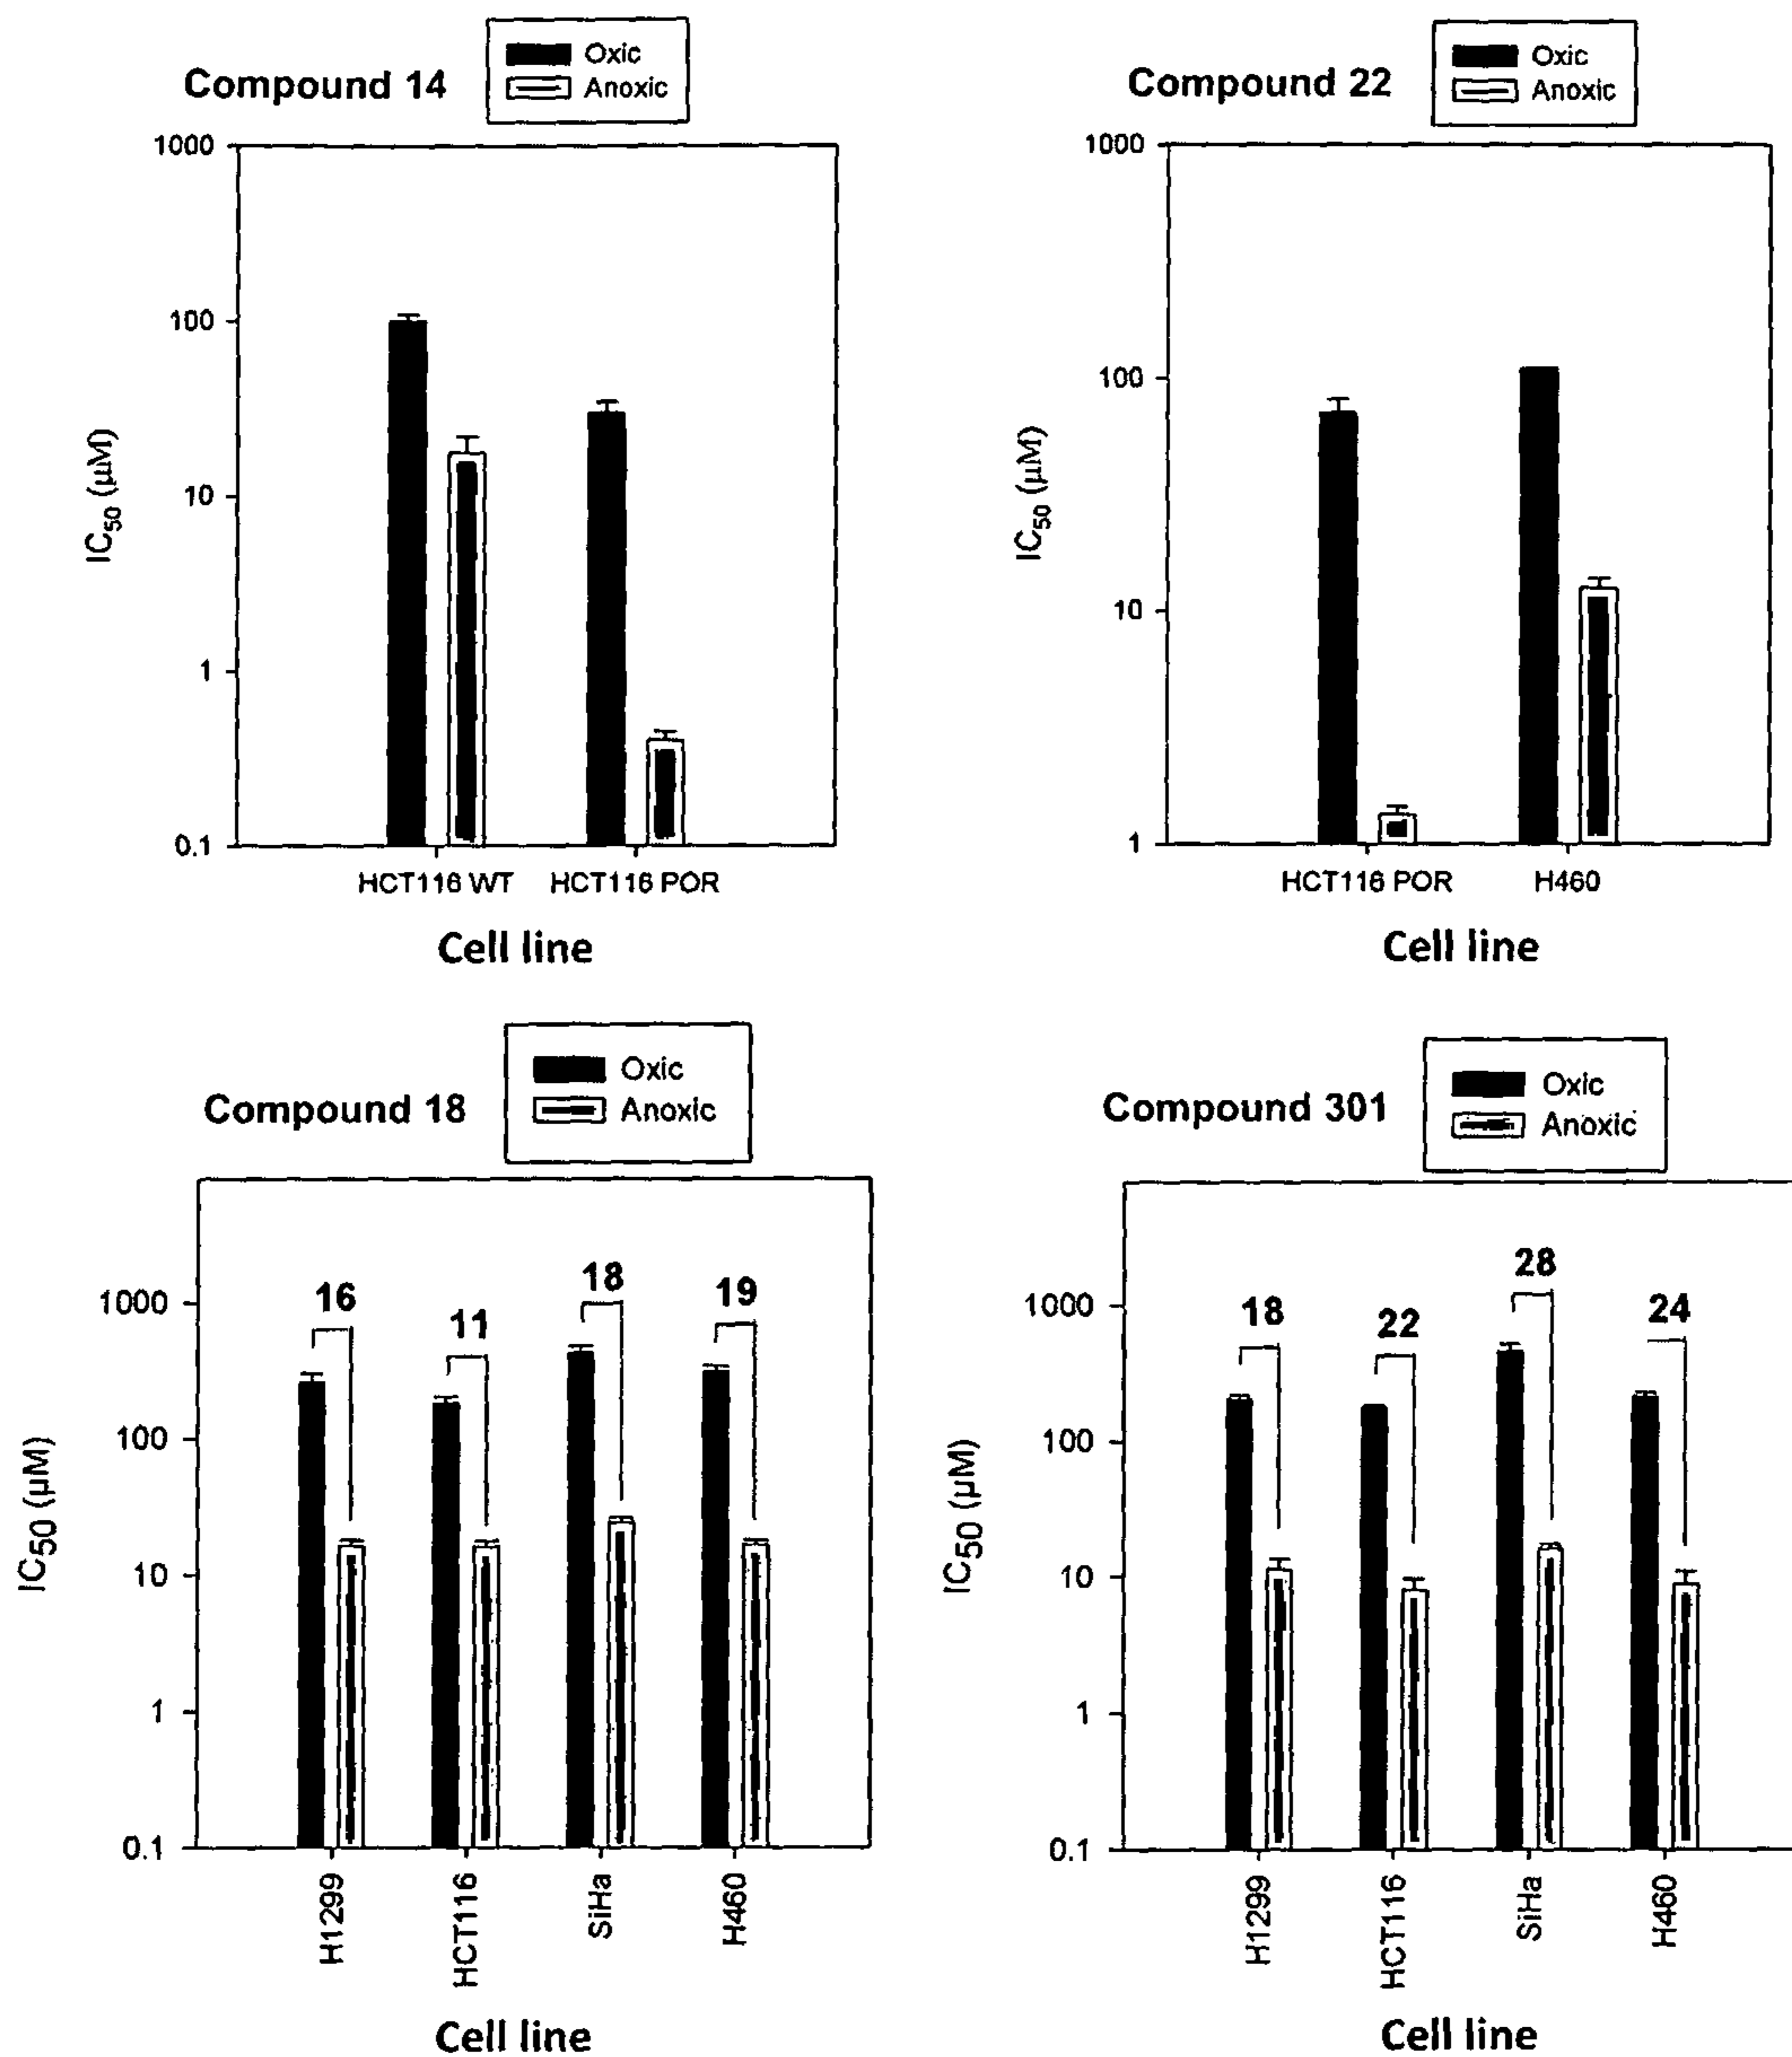 Compound 14
Oxic
Anoxic
1000
100
10
1
0.1
IC50 (µM)
HCT116 WT
HCT116 POR
Cell line
Compound 22
Oxic
Anoxic
1000
100
10
1
IC50 (µM)
HCT116 POR
H460
Cell line
Compound 18
Oxic
Anoxic
1000
100
10
1
0.1
IC50 (µM)
16
11
18
19
H1299
HCT116
SiHa
H460
Cell line
Compound 301
Oxic
Anoxic
1000
100
10
1
0.1
IC50 (µM)
18
22
28
24
H1299
HCT116
SiHa
H460
Cell line